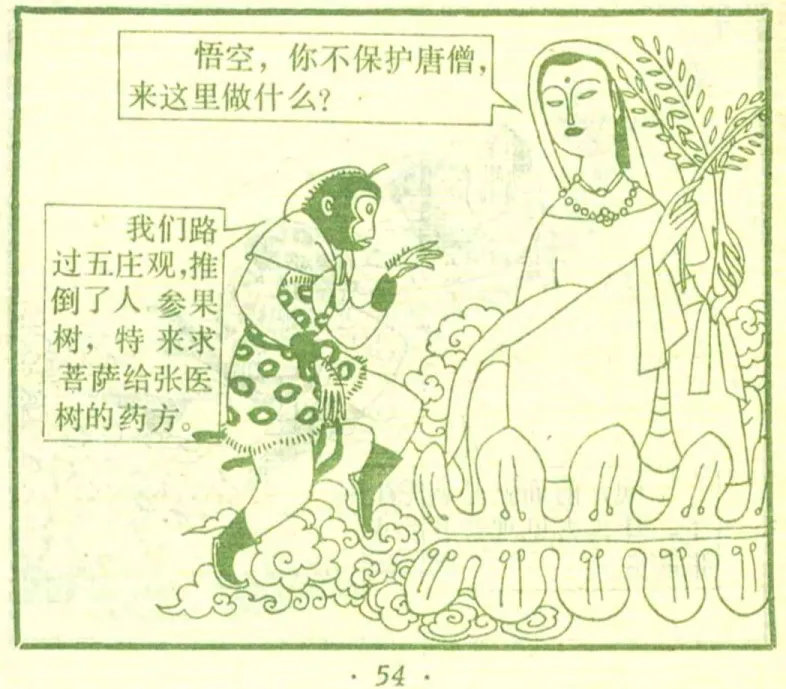 悟空，你不保护唐僧，
来这里做什么？
我们路
过五庄观，推
倒了人参果
树，特来求
菩萨给张医
树的药方。
·54·